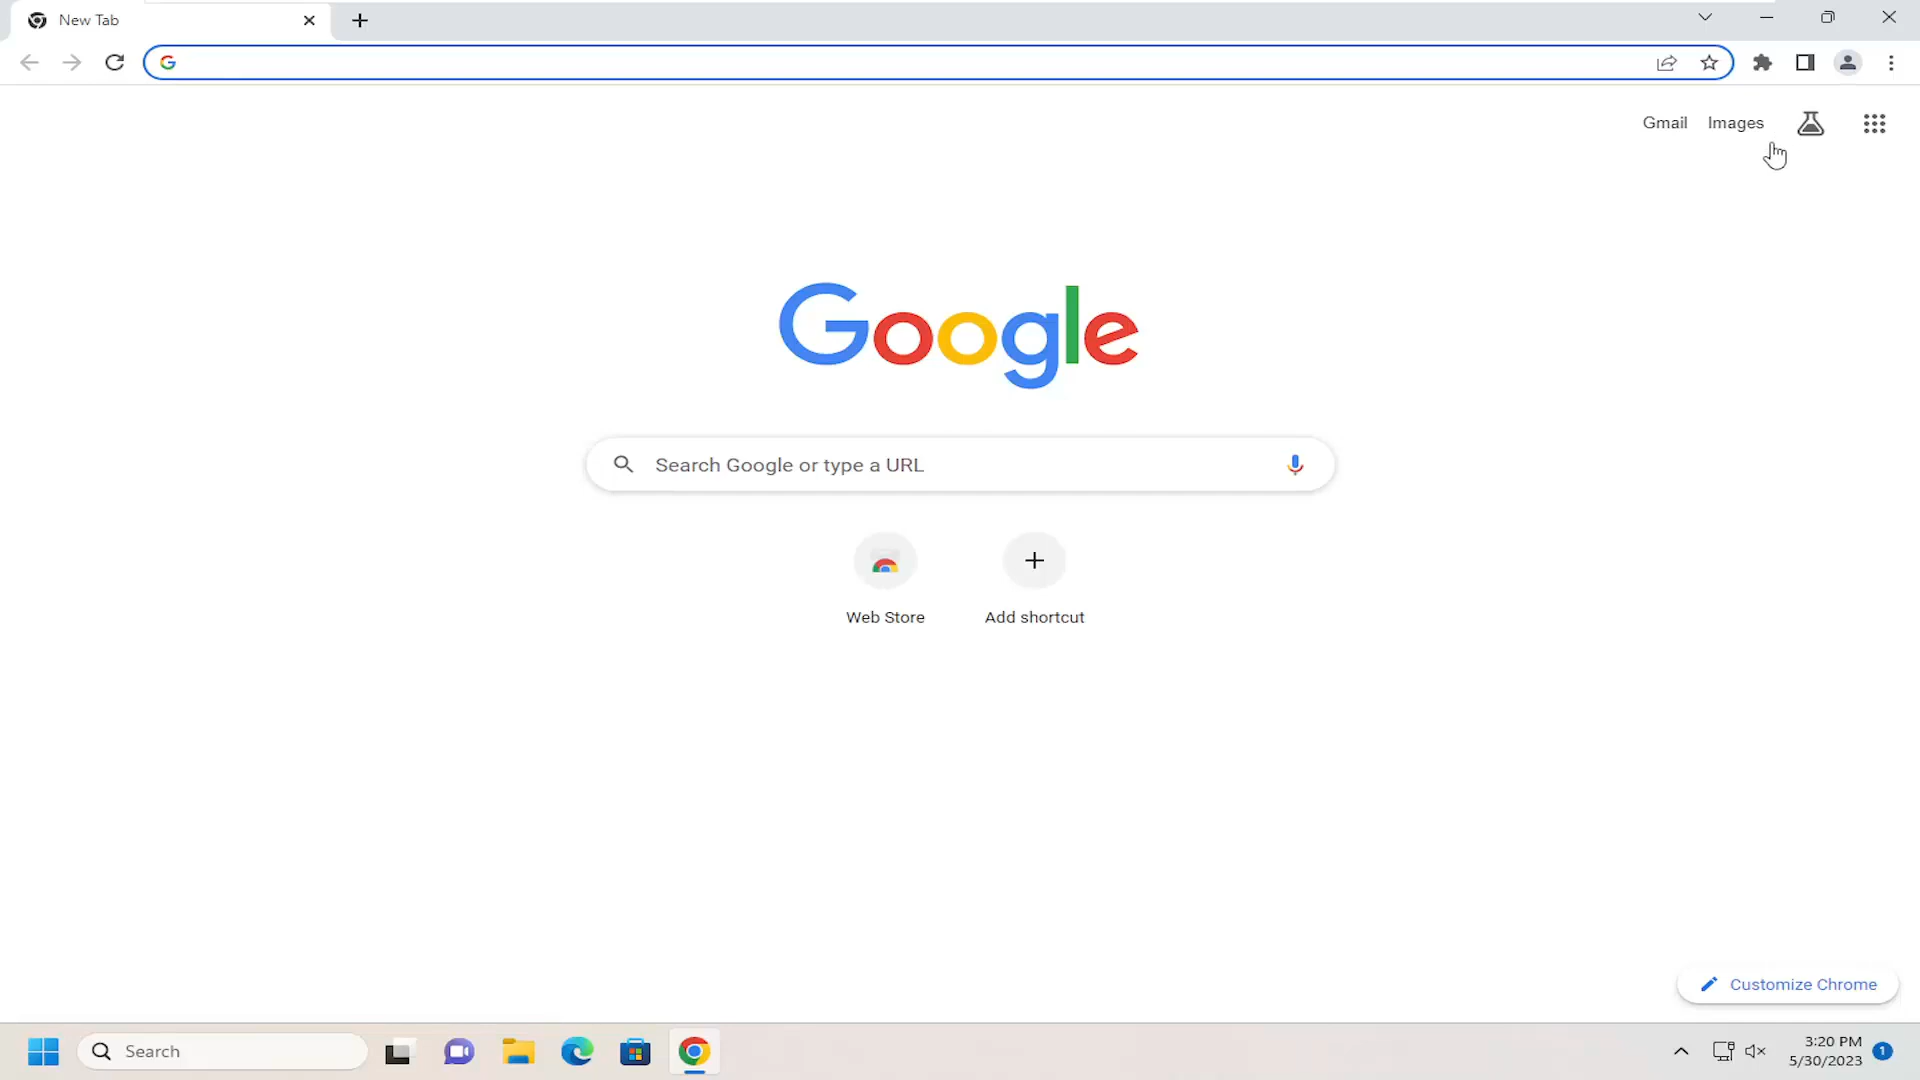 New Tab
Gmail Images
Google
Search Google or type a URL
Web Store Add shortcut
Customize Chrome
Search
3:20 PM
5/30/2023
1